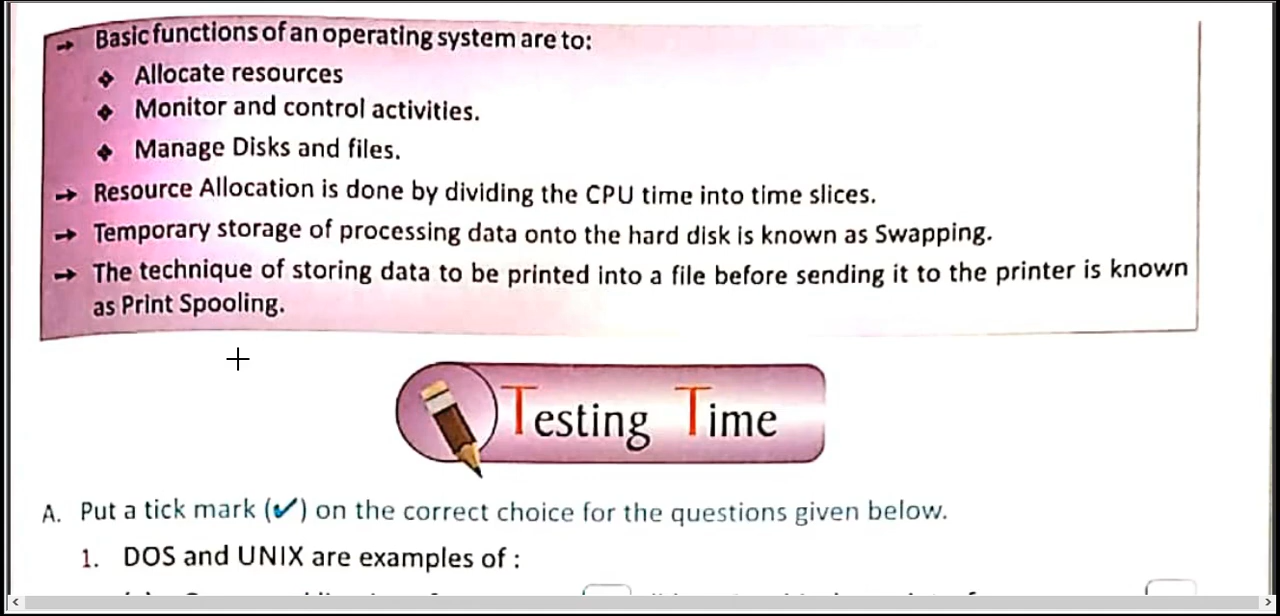 → Basic functions of an operating system are to:
❖ Allocate resources
❖ Monitor and control activities.
❖ Manage Disks and files.
→ Resource Allocation is done by dividing the CPU time into time slices.
→ Temporary storage of processing data onto the hard disk is known as Swapping.
→ The technique of storing data to be printed into a file before sending it to the printer is known
as Print Spooling.
Testing Time
A. Put a tick mark (✔) on the correct choice for the questions given below.
1. DOS and UNIX are examples of :